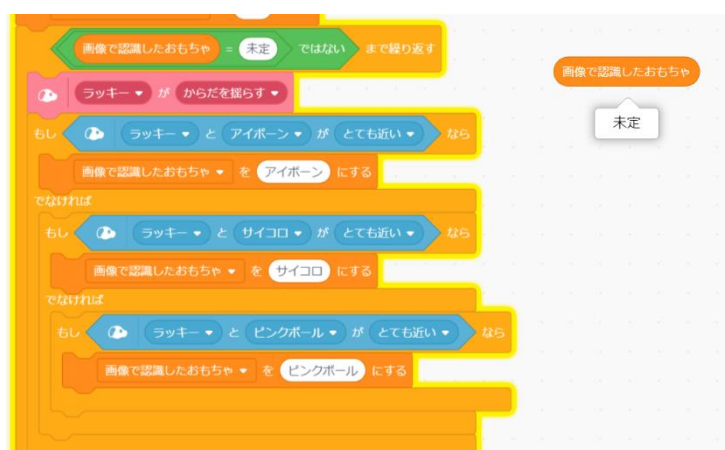 画像で認識したおもちゃ = 未定 ではない まで繰り返す
ラッキー が からだを揺らす
もし ラッキー と アイボーン が とても近い なら
画像で認識したおもちゃ を アイボーン にする
でなければ
もし ラッキー と サイコロ が とても近い なら
画像で認識したおもちゃ を サイコロ にする
でなければ
もし ラッキー と ピンクボール が とても近い なら
画像で認識したおもちゃ を ピンクボール にする
画像で認識したおもちゃ
未定